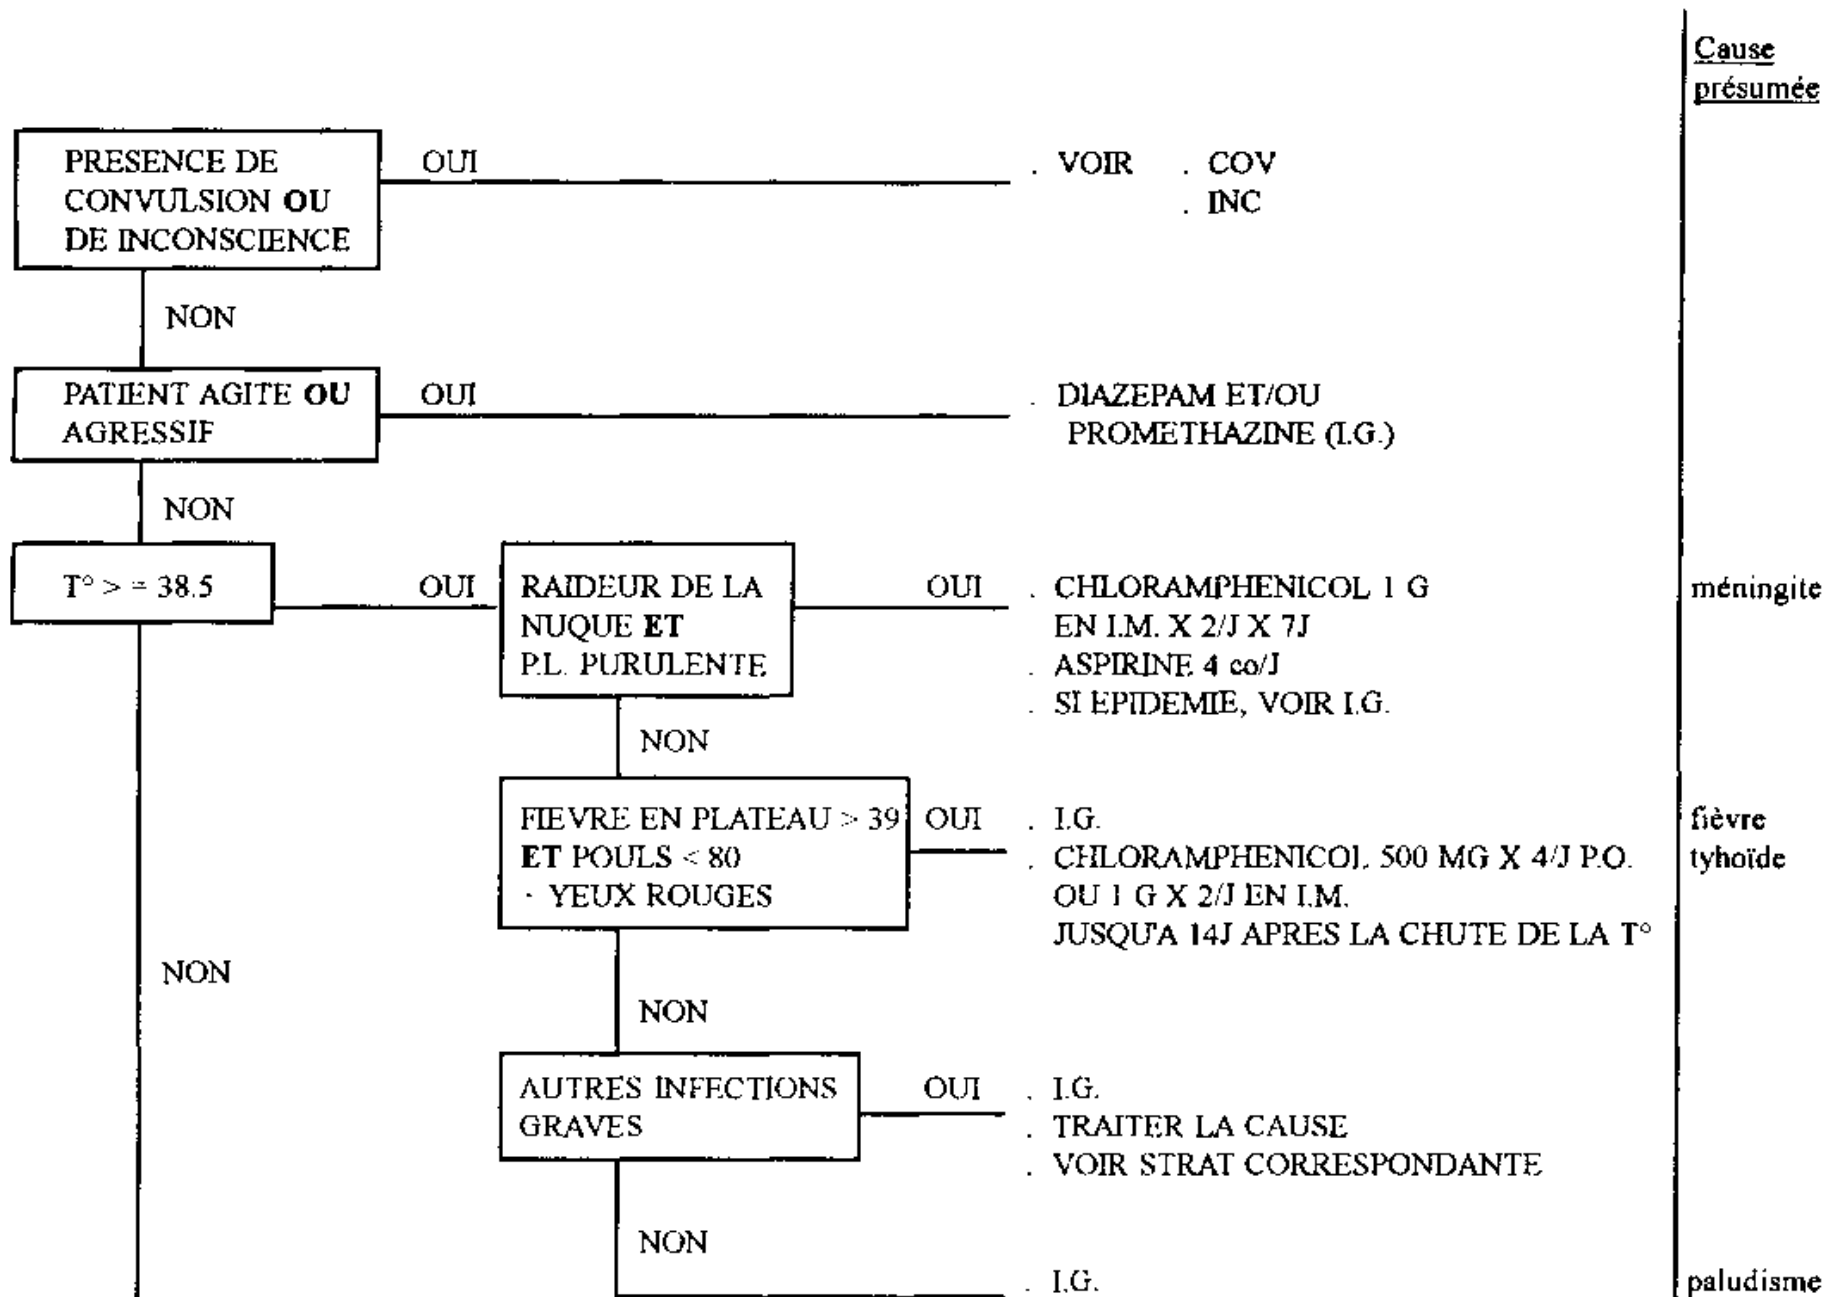 Cause
présumée
PRESENCE DE
CONVULSION OU
DE INCONSCIENCE
OUI
. VOIR . COV
. INC
NON
PATIENT AGITE OU
AGRESSIF
OUI
. DIAZEPAM ET/OU
PROMETHAZINE (I.G.)
NON
T° > = 38.5
OUI
RAIDEUR DE LA
NUQUE ET
P.L. PURULENTE
OUI
. CHLORAMPHENICOL 1 G
EN I.M. X 2/J X 7J
. ASPIRINE 4 co/J
. SI EPIDEMIE, VOIR I.G.
méningite
NON
FIEVRE EN PLATEAU > 39
ET POULS < 80
· YEUX ROUGES
OUI
. I.G.
. CHLORAMPHENICOL 500 MG X 4/J P.O.
OU 1 G X 2/J EN I.M.
JUSQU'A 14J APRES LA CHUTE DE LA T°
fièvre
tyhoïde
NON
NON
AUTRES INFECTIONS
GRAVES
OUI
. I.G.
. TRAITER LA CAUSE
. VOIR STRAT CORRESPONDANTE
NON
. I.G.
paludisme